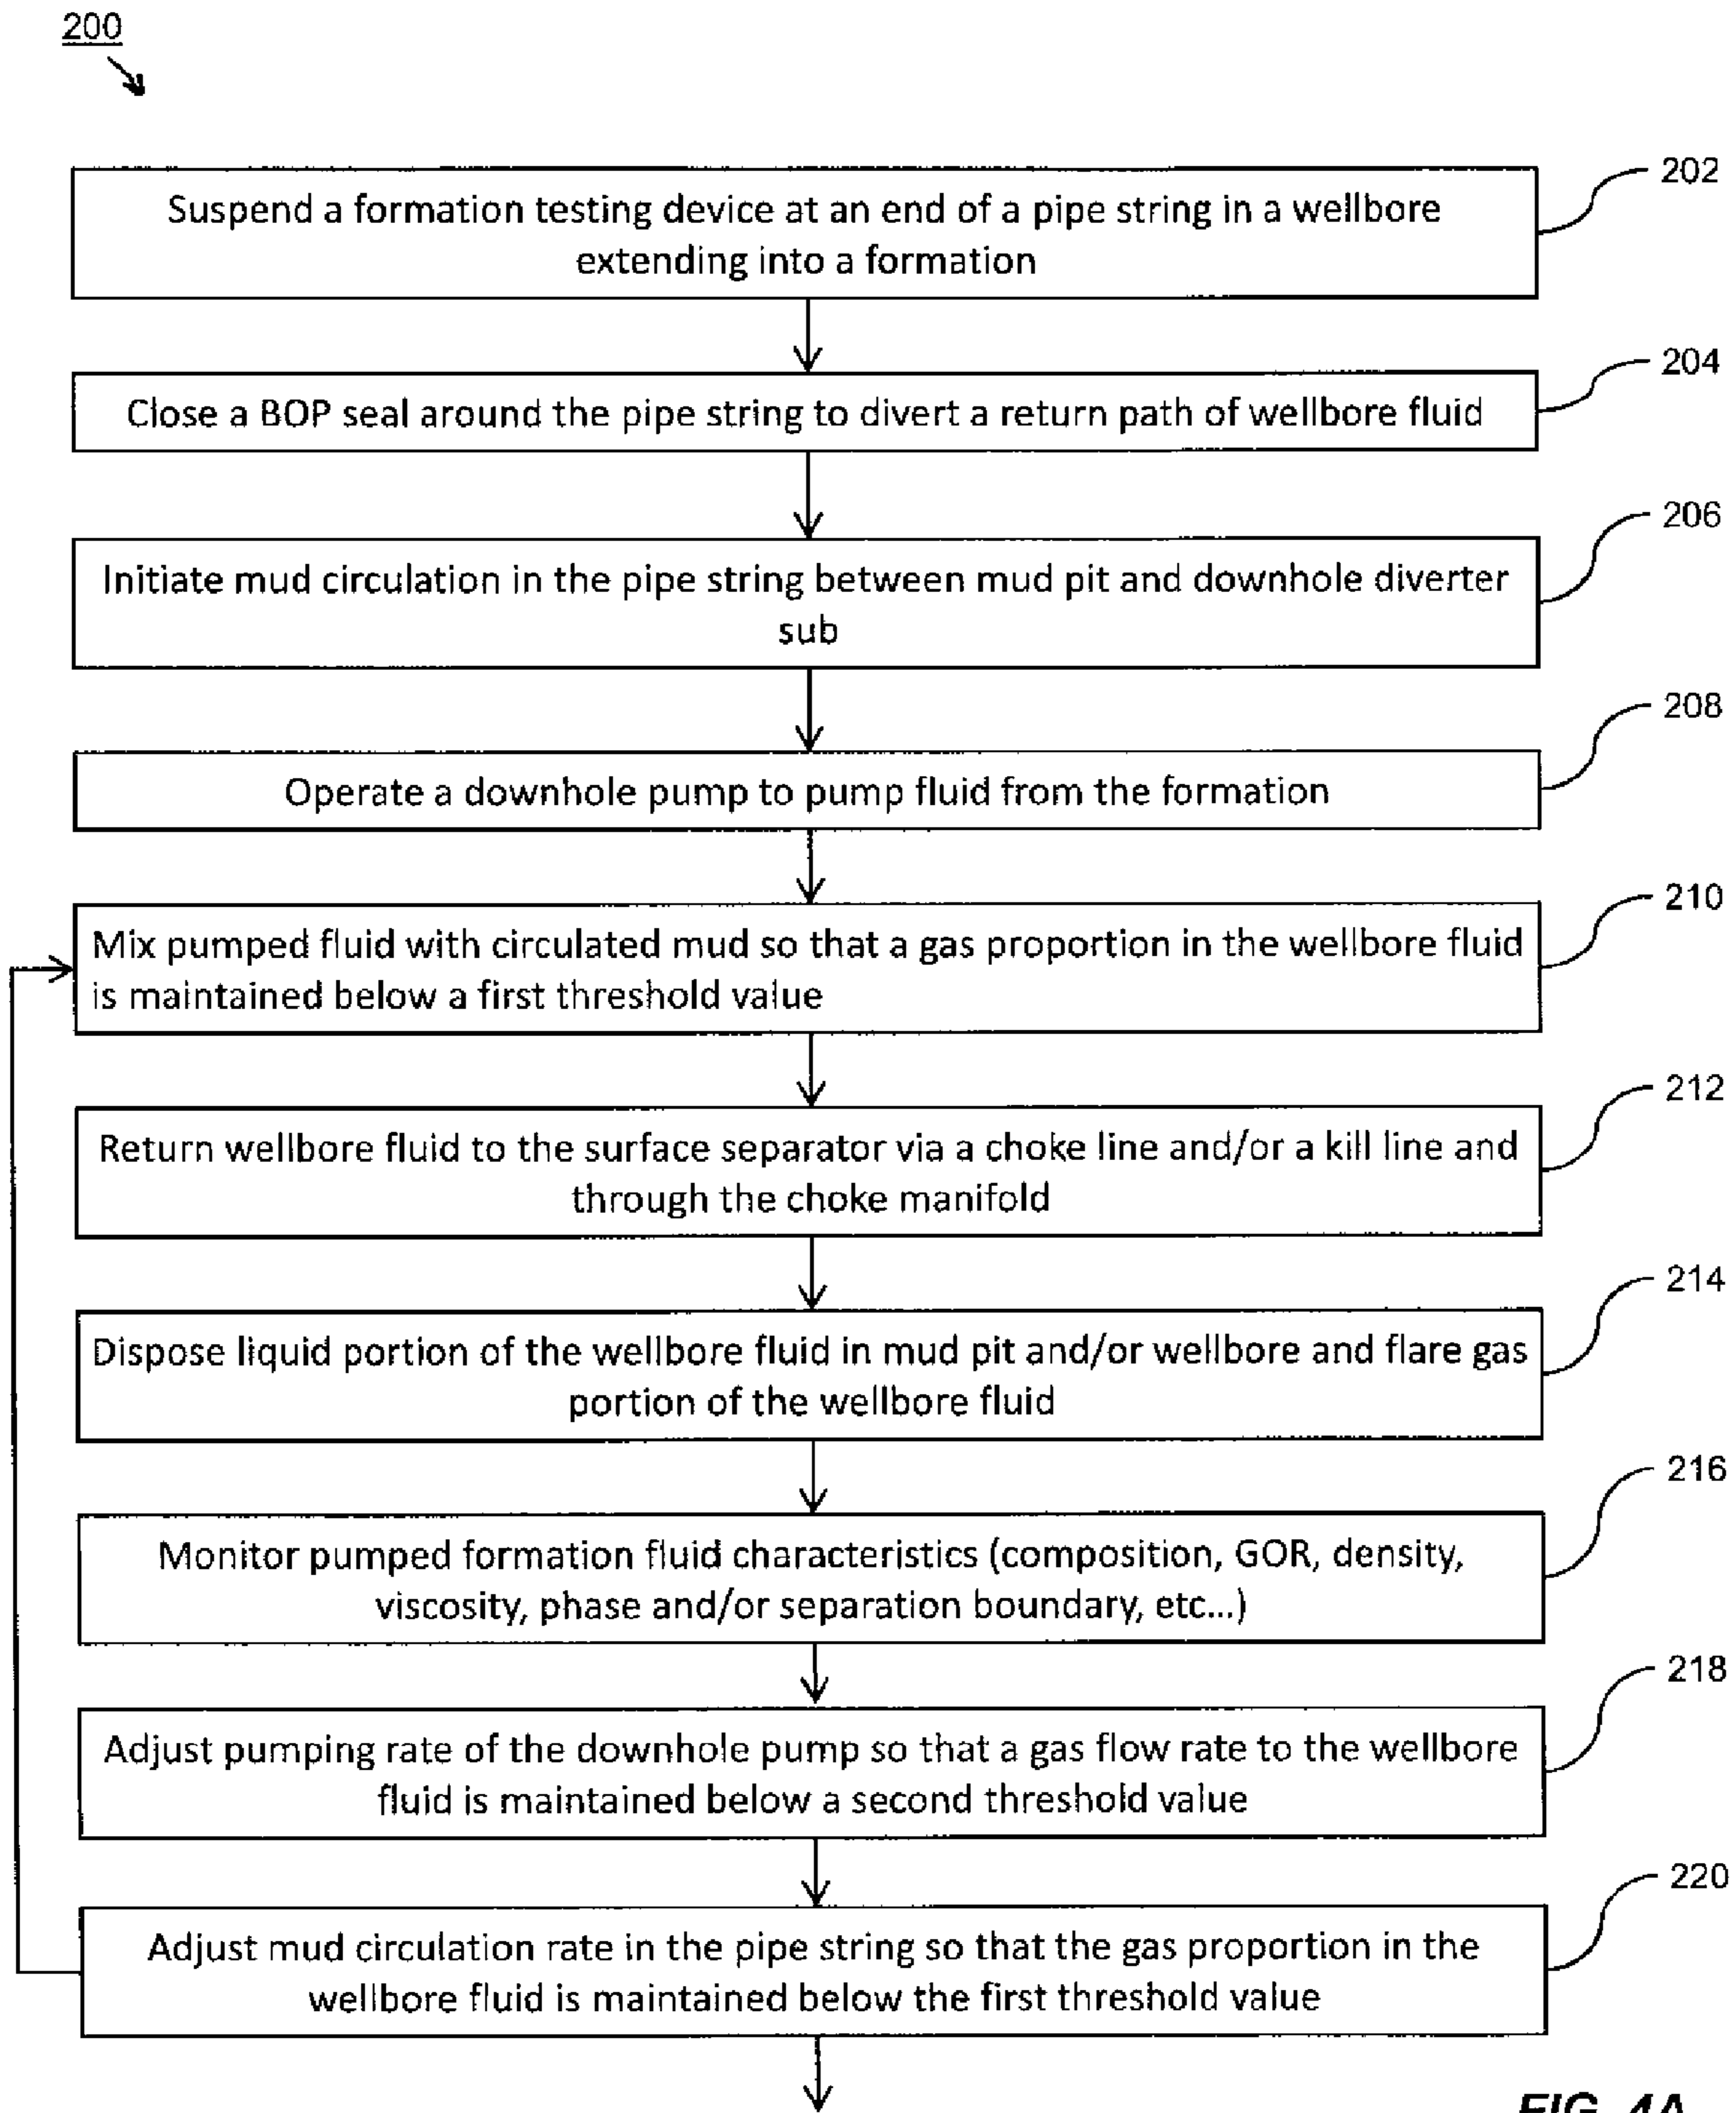 200
Suspend a formation testing device at an end of a pipe string in a wellbore
extending into a formation
202
Close a BOP seal around the pipe string to divert a return path of wellbore fluid
204
Initiate mud circulation in the pipe string between mud pit and downhole diverter
sub
206
Operate a downhole pump to pump fluid from the formation
208
Mix pumped fluid with circulated mud so that a gas proportion in the wellbore fluid
is maintained below a first threshold value
210
Return wellbore fluid to the surface separator via a choke line and/or a kill line and
through the choke manifold
212
Dispose liquid portion of the wellbore fluid in mud pit and/or wellbore and flare gas
portion of the wellbore fluid
214
Monitor pumped formation fluid characteristics (composition, GOR, density,
viscosity, phase and/or separation boundary, etc...)
216
Adjust pumping rate of the downhole pump so that a gas flow rate to the wellbore
fluid is maintained below a second threshold value
218
Adjust mud circulation rate in the pipe string so that the gas proportion in the
wellbore fluid is maintained below the first threshold value
220
FIG. 4A